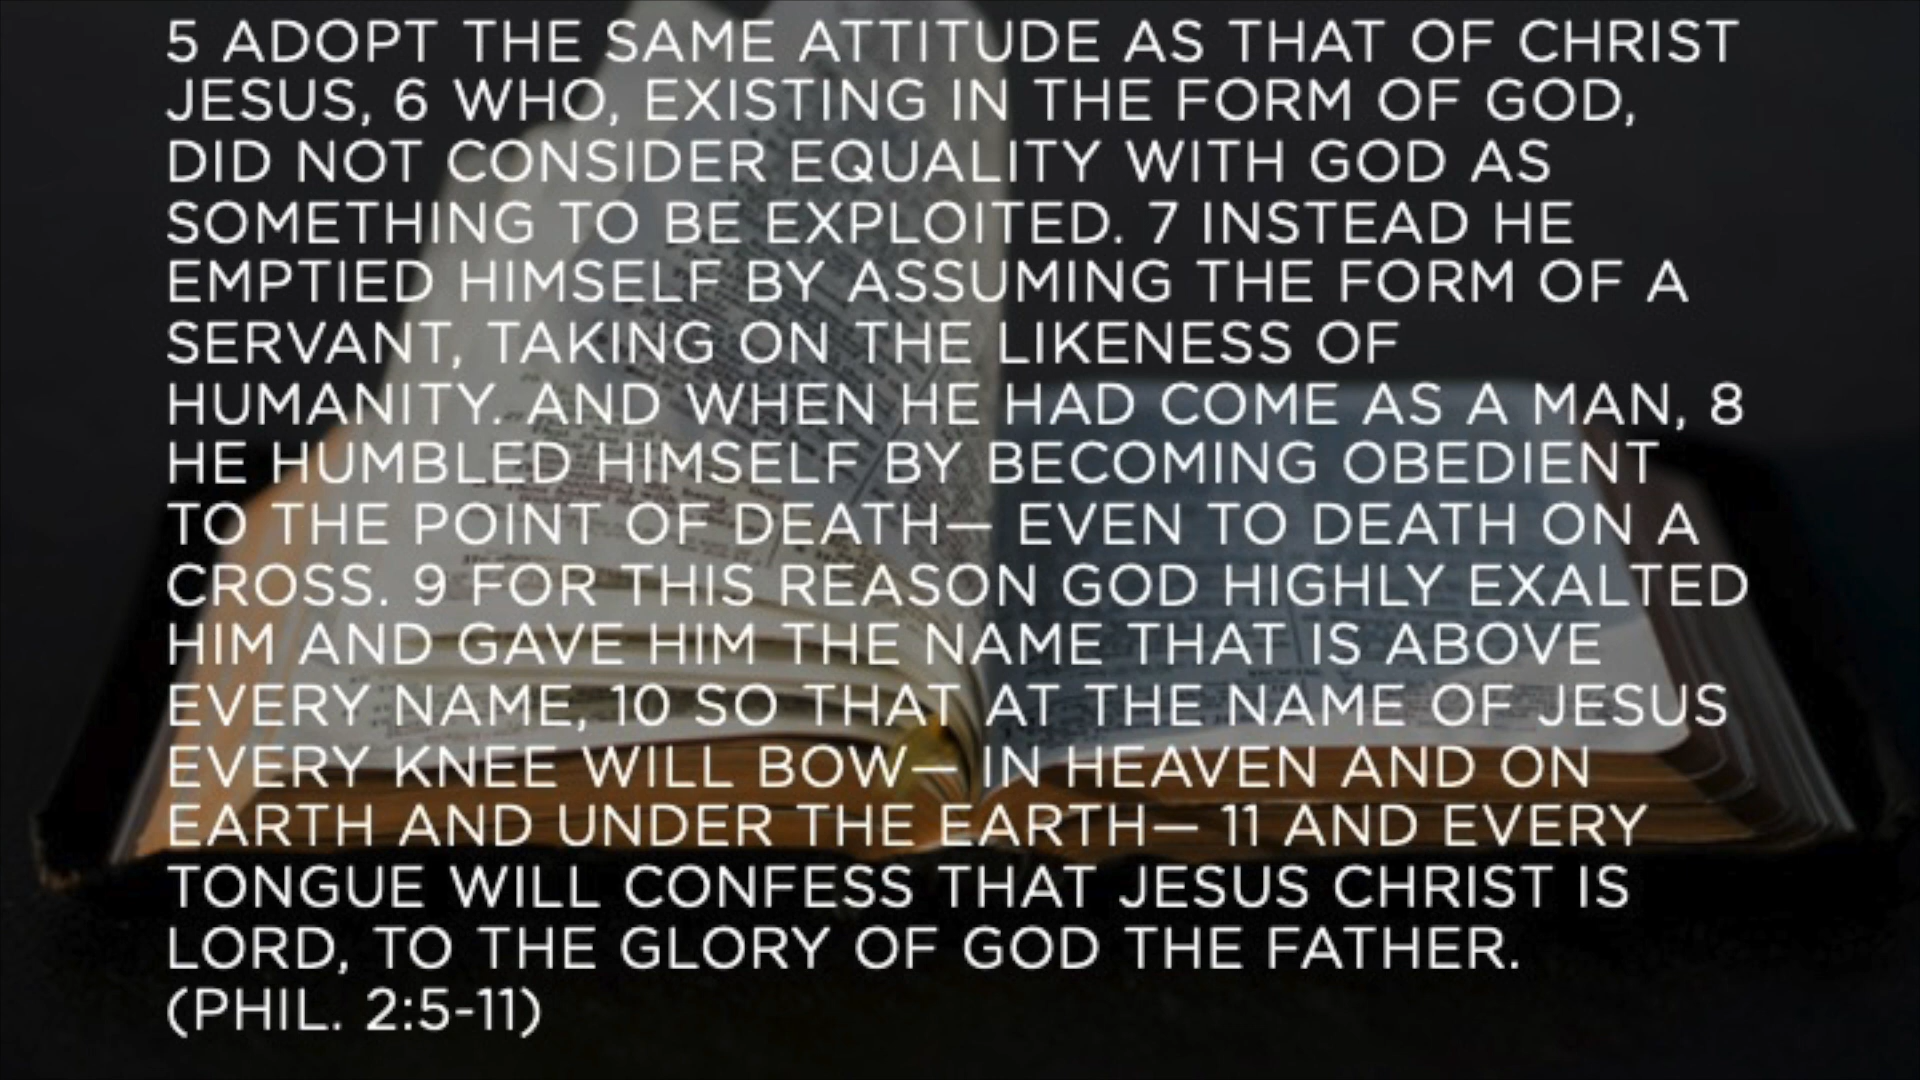 5 ADOPT THE SAME ATTITUDE AS THAT OF CHRIST
JESUS, 6 WHO, EXISTING IN THE FORM OF GOD,
DID NOT CONSIDER EQUALITY WITH GOD AS
SOMETHING TO BE EXPLOITED. 7 INSTEAD HE
EMPTIED HIMSELF BY ASSUMING THE FORM OF A
SERVANT, TAKING ON THE LIKENESS OF
HUMANITY. AND WHEN HE HAD COME AS A MAN, 8
HE HUMBLED HIMSELF BY BECOMING OBEDIENT
TO THE POINT OF DEATH— EVEN TO DEATH ON A
CROSS. 9 FOR THIS REASON GOD HIGHLY EXALTED
HIM AND GAVE HIM THE NAME THAT IS ABOVE
EVERY NAME, 10 SO THAT AT THE NAME OF JESUS
EVERY KNEE WILL BOW— IN HEAVEN AND ON
EARTH AND UNDER THE EARTH— 11 AND EVERY
TONGUE WILL CONFESS THAT JESUS CHRIST IS
LORD, TO THE GLORY OF GOD THE FATHER.
(PHIL. 2:5-11)